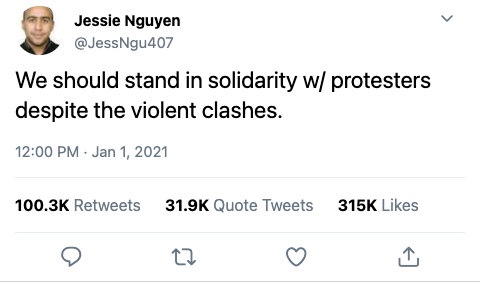 Jessie Nguyen
@JessNgu407
We should stand in solidarity w/ protesters
despite the violent clashes.
12:00 PM · Jan 1, 2021
100.3K Retweets 31.9K Quote Tweets 315K Likes